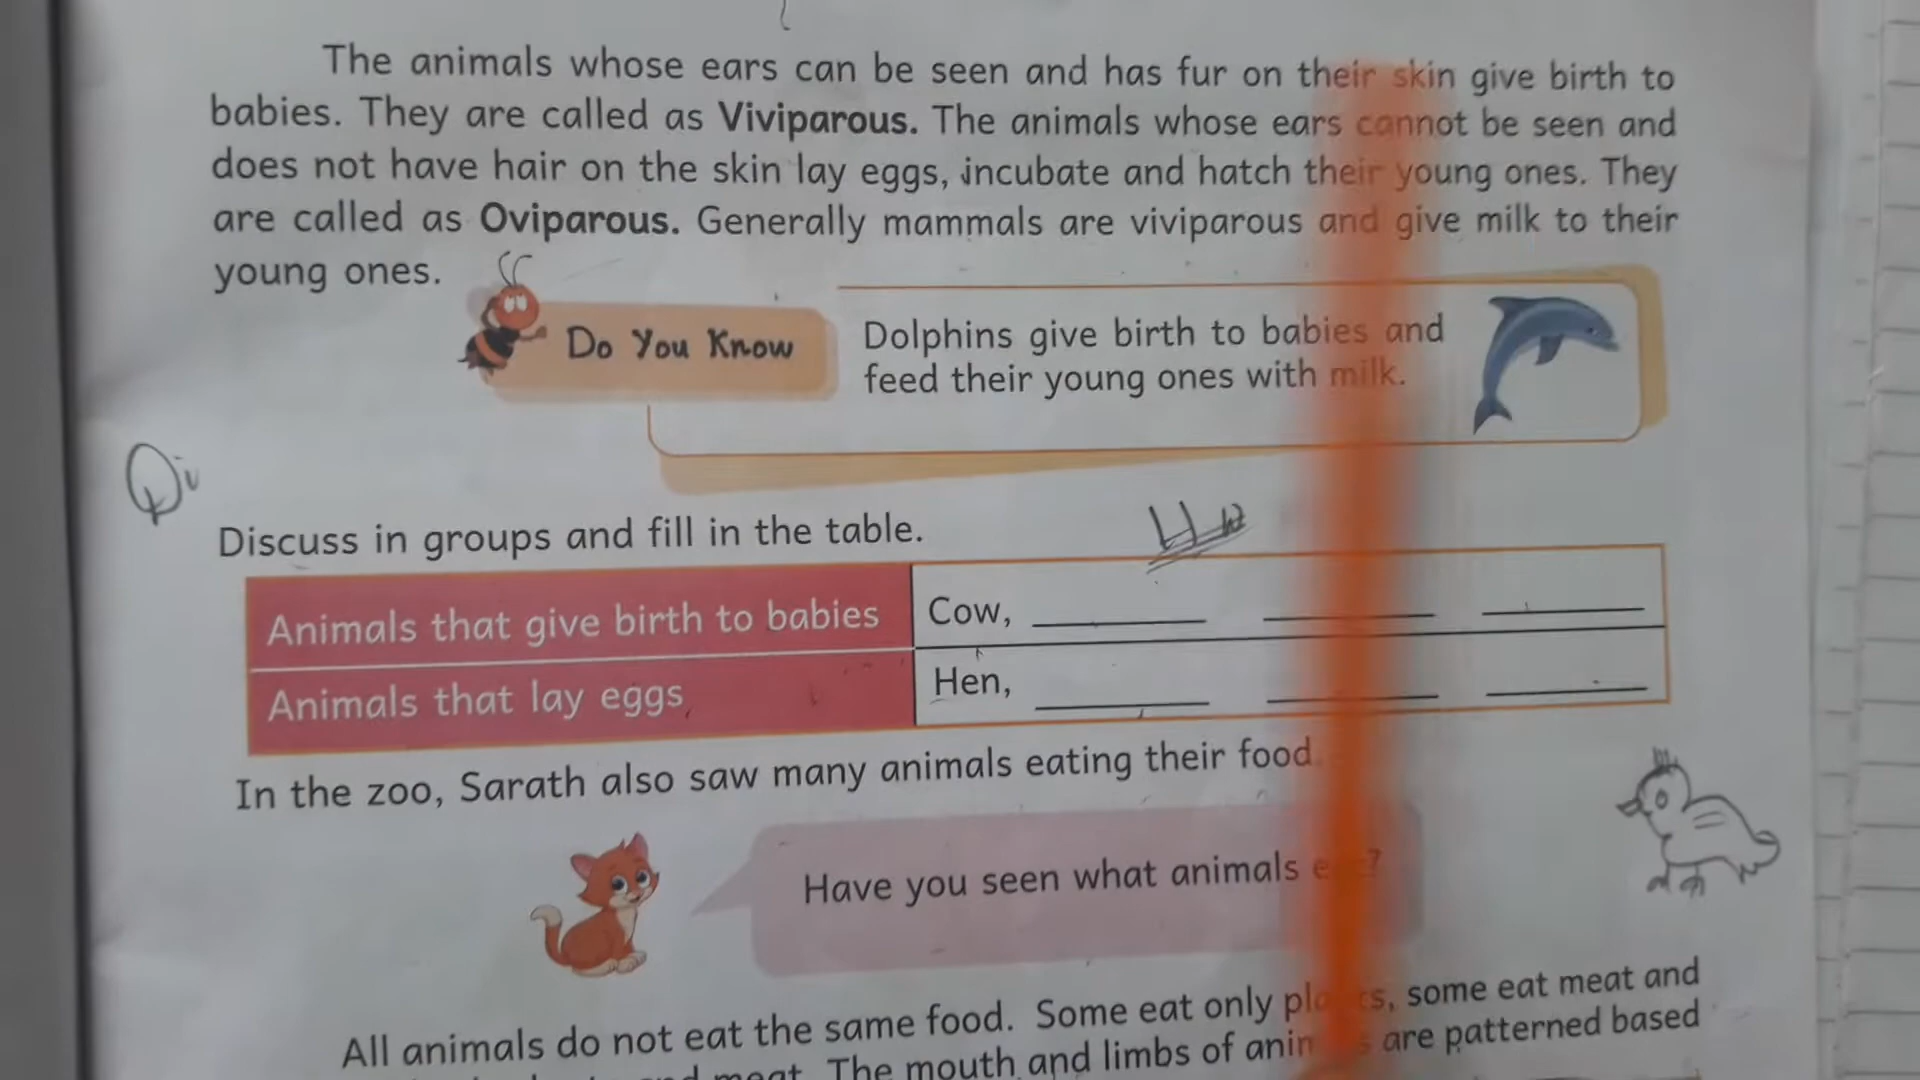 The animals whose ears can be seen and has fur on their skin give birth to
babies. They are called as Viviparous. The animals whose ears cannot be seen and
does not have hair on the skin lay eggs, incubate and hatch their young ones. They
are called as Oviparous. Generally mammals are viviparous and give milk to their
young ones.
Do You Know
Dolphins give birth to babies and
feed their young ones with milk.
Discuss in groups and fill in the table.
Animals that give birth to babies Cow,
Animals that lay eggs Hen,
In the zoo, Sarath also saw many animals eating their food.
Have you seen what animals
All animals do not eat the same food. Some eat only some eat meat and
and meat. The mouth and limbs of are patterned based